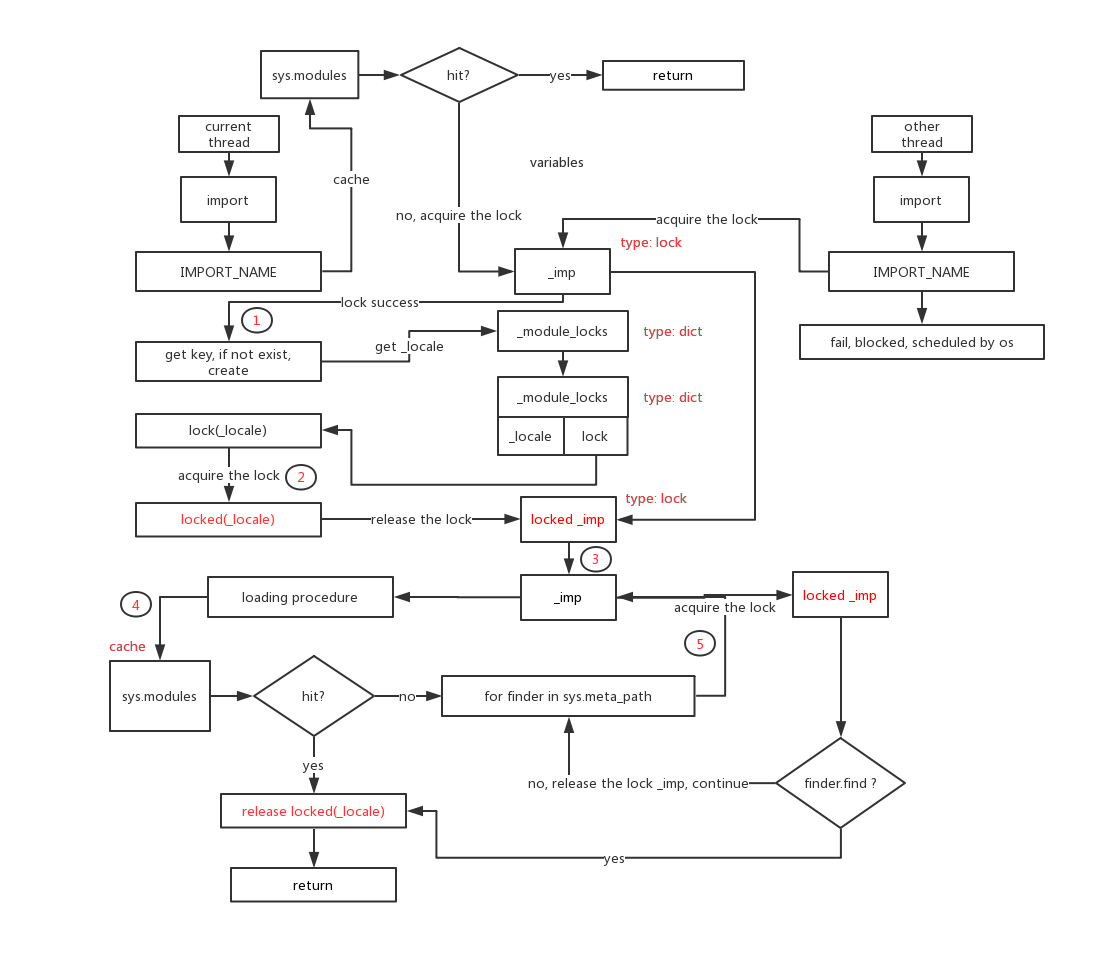 sys.modules
hit?
yes
return
current
thread
other
thread
variables
cache
import
import
no, acquire the lock
acquire the lock
type: lock
IMPORT_NAME
_imp
IMPORT_NAME
lock success
1
_module_locks
type: dict
fail, blocked, scheduled by os
get _locale
get key, if not exist,
create
_module_locks
type: dict
lock(_locale)
_locale
lock
acquire the lock
2
type: lock
locked(_locale)
release the lock
locked _imp
3
loading procedure
_imp
locked _imp
4
acquire the lock
cache
5
sys.modules
hit?
no
for finder in sys.meta_path
yes
no, release the lock _imp, continue
finder.find ?
release locked(_locale)
yes
return